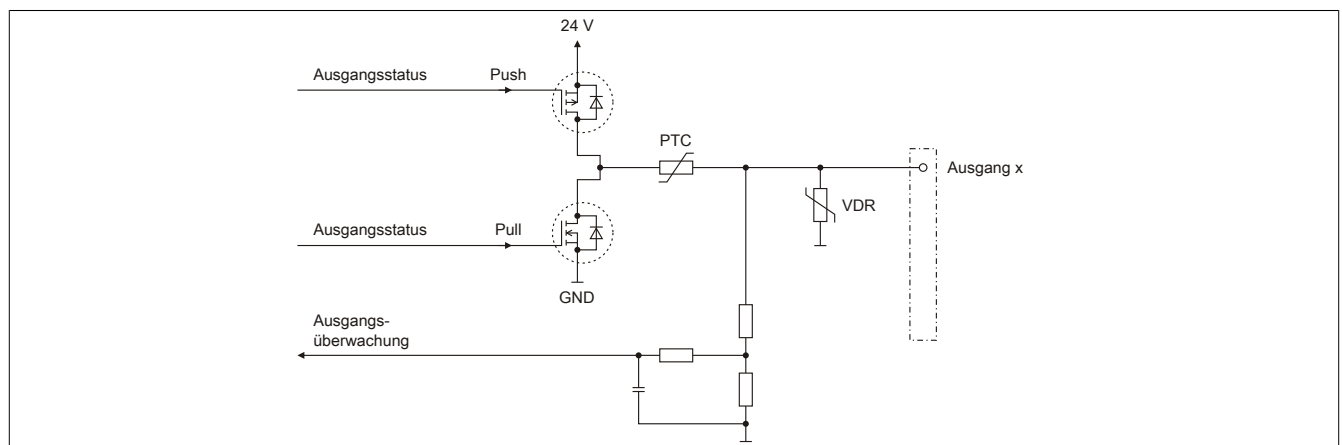 24 V
Ausgangsstatus
Push
PTC
Ausgang x
VDR
Ausgangsstatus
Pull
GND
Ausgangs-
überwachung